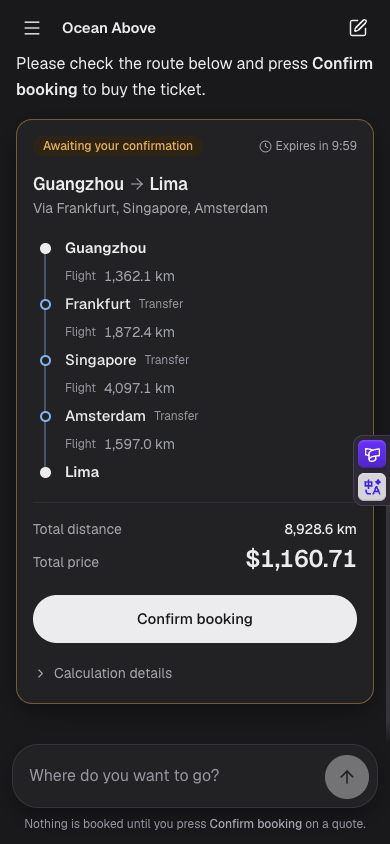 Ocean Above
Please check the route below and press Confirm
booking to buy the ticket.
Awaiting your confirmation
Expires in 9:59
Guangzhou → Lima
Via Frankfurt, Singapore, Amsterdam
Guangzhou
Flight 1,362.1 km
Frankfurt Transfer
Flight 1,872.4 km
Singapore Transfer
Flight 4,097.1 km
Amsterdam Transfer
Flight 1,597.0 km
Lima
中A
Total distance 8,928.6 km
Total price $1,160.71
Confirm booking
Calculation details
Where do you want to go?
Nothing is booked until you press Confirm booking on a quote.